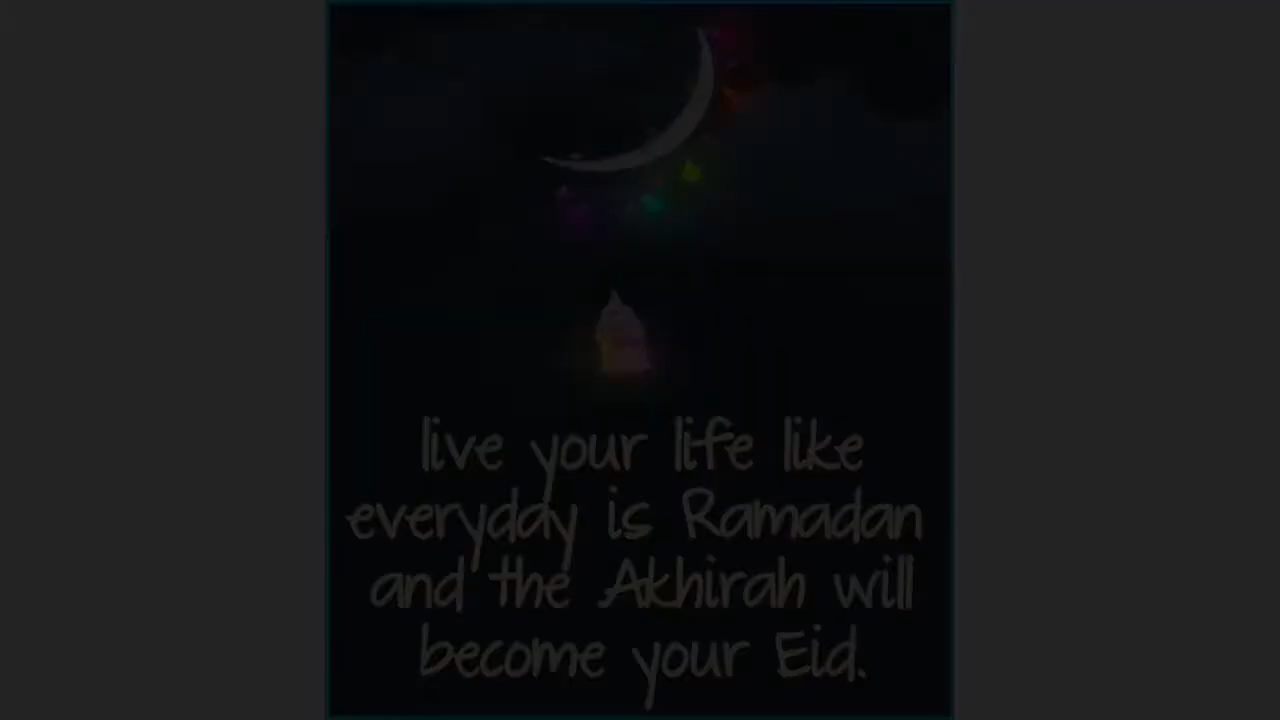 live your life like
everyday is Ramadan
and the Akhirah will
become your Eid.